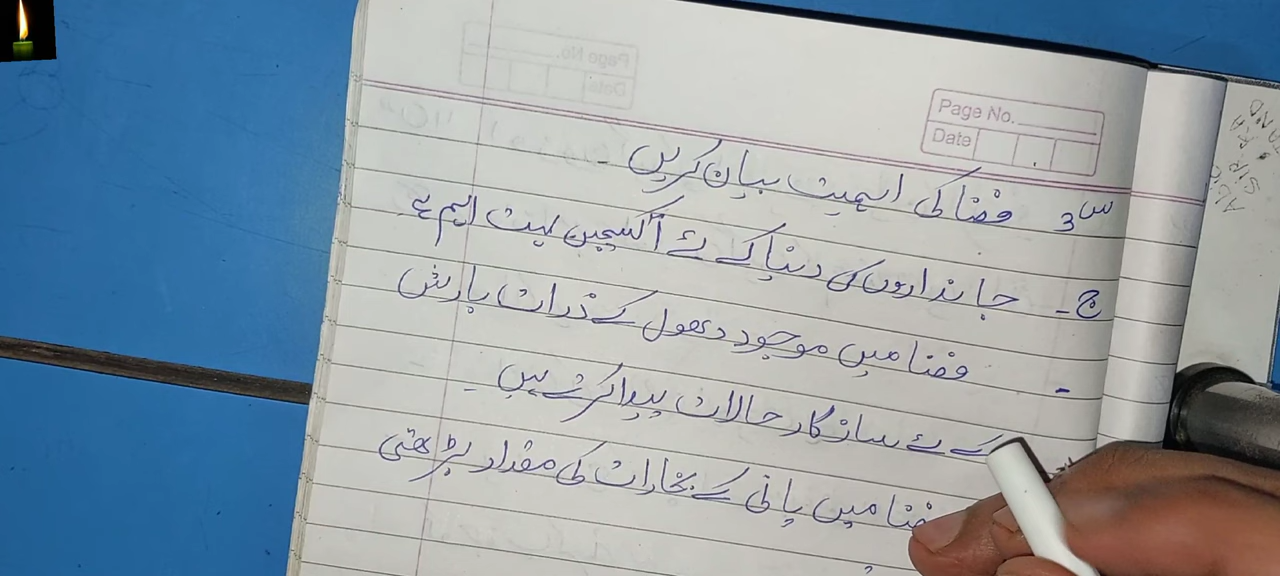 Page No.
Date
س3 فضا کی اہمیت بیان کریں ۔
ج۔ جانداروں کی دنیا کے لئے آکسیجن بہت اہم ہے
۔ فضا میں موجود دھول کے ذرات بارش
کے لئے سازگار حالات پیدا کرتے ہیں ۔
فضا میں پانی کے بخارات کی مقدار بڑھتی